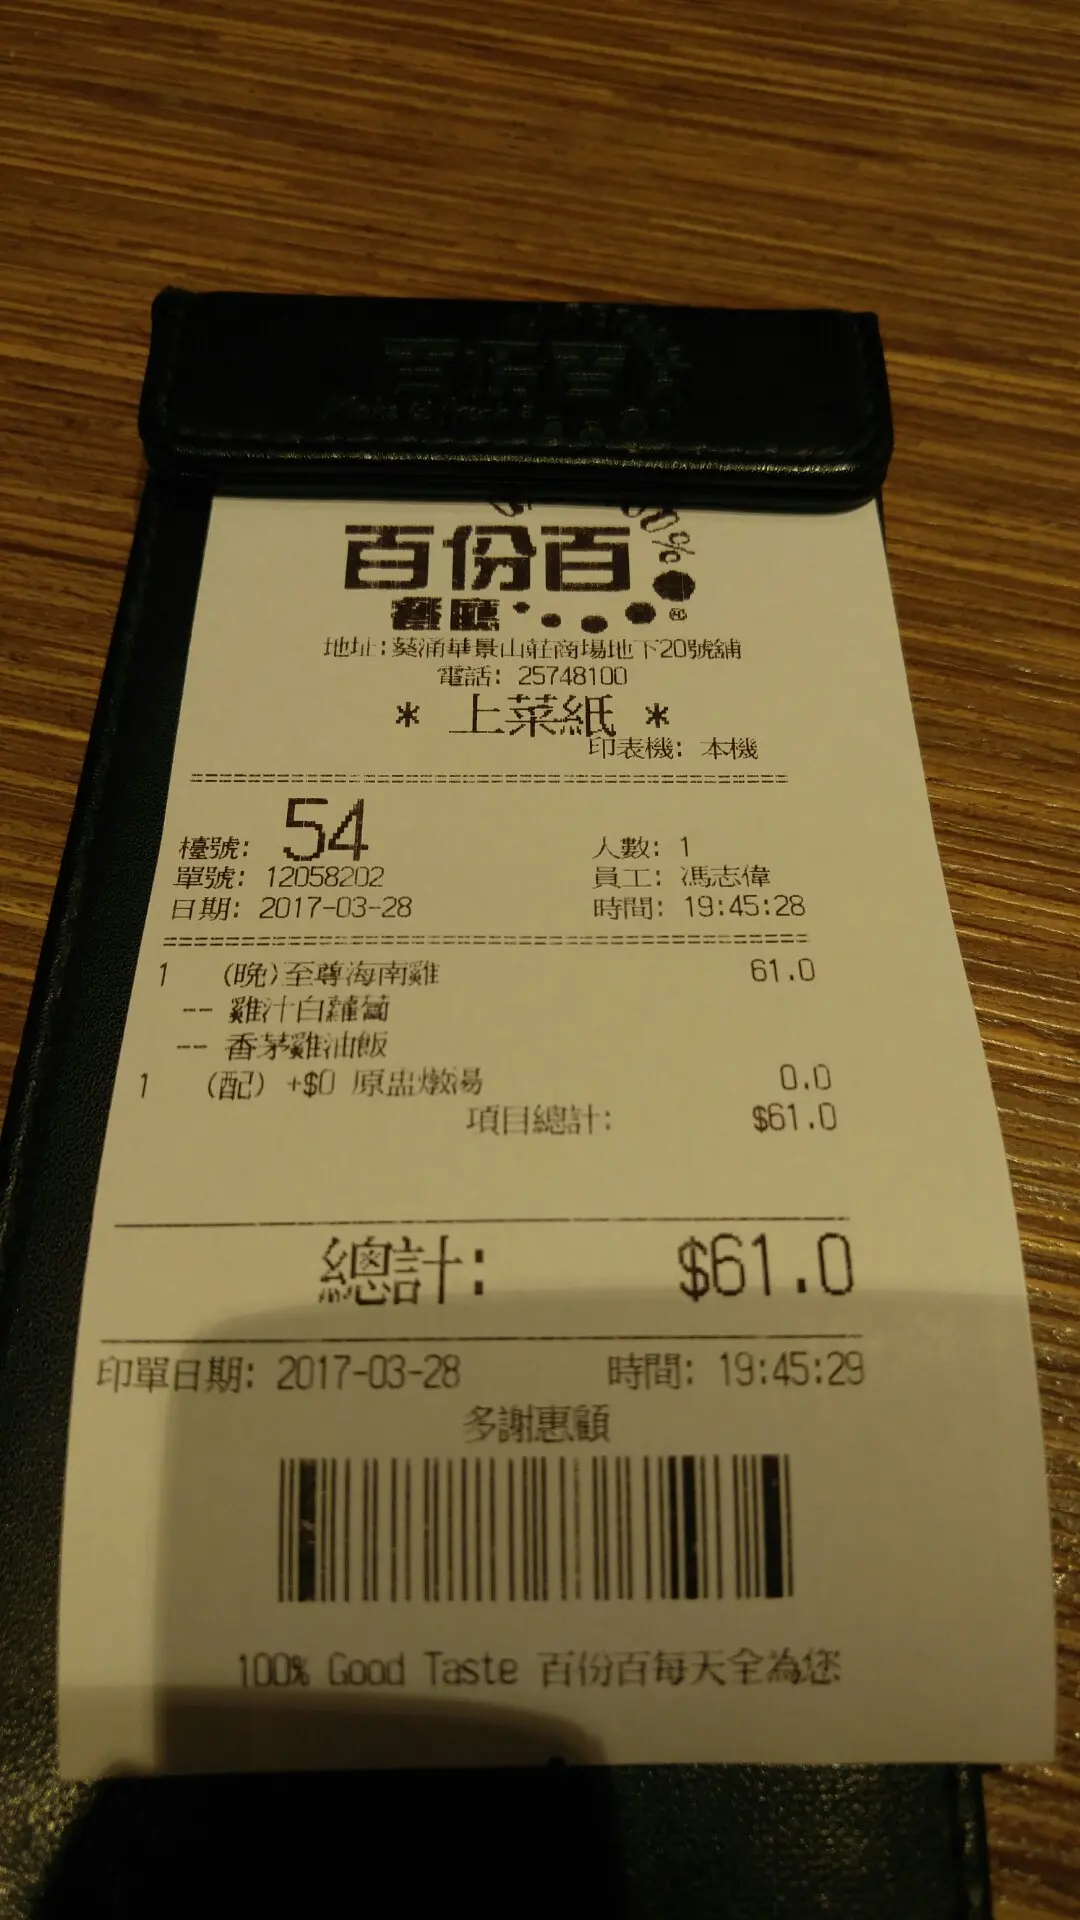 00%
百份百
餐廳
地址:葵涌華景山莊商場地下20號舖
電話: 25748100
* 上菜紙 *
印表機: 本機
檯號: 54 人數: 1
單號: 12058202 員工: 馮志偉
日期: 2017-03-28 時間: 19:45:28
1 (晚)至尊海南雞 61.0
-- 雞汁白蘿蔔
-- 香茅雞油飯
1 (配) +$0 原盅燉湯 0.0
項目總計: $61.0
總計: $61.0
印單日期: 2017-03-28 時間: 19:45:29
多謝惠顧
100% Good Taste 百份百每天全為您